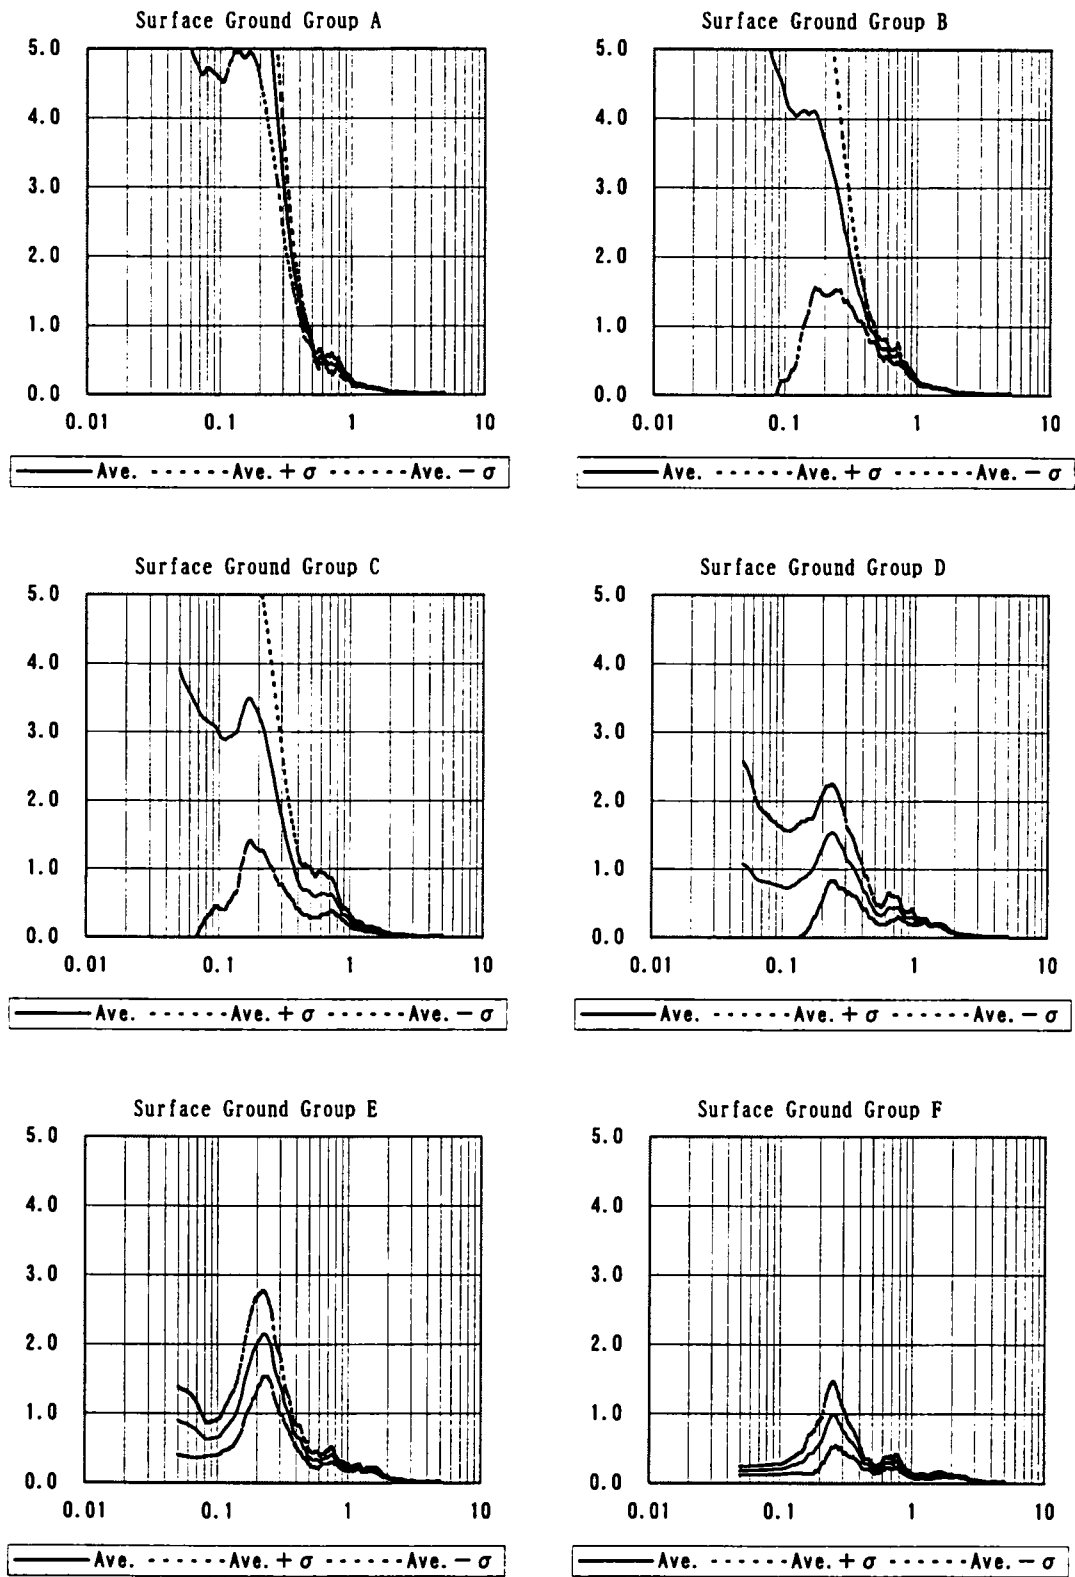 Surface Ground Group A
5.0
4.0
3.0
2.0
1.0
0.0
0.01 0.1 1 10
Ave. Ave.+σ Ave.−σ
Surface Ground Group B
5.0
4.0
3.0
2.0
1.0
0.0
0.01 0.1 1 10
Ave. Ave.+σ Ave.−σ
Surface Ground Group C
5.0
4.0
3.0
2.0
1.0
0.0
0.01 0.1 1 10
Ave. Ave.+σ Ave.−σ
Surface Ground Group D
5.0
4.0
3.0
2.0
1.0
0.0
0.01 0.1 1 10
Ave. Ave.+σ Ave.−σ
Surface Ground Group E
5.0
4.0
3.0
2.0
1.0
0.0
0.01 0.1 1 10
Ave. Ave.+σ Ave.−σ
Surface Ground Group F
5.0
4.0
3.0
2.0
1.0
0.0
0.01 0.1 1 10
Ave. Ave.+σ Ave.−σ